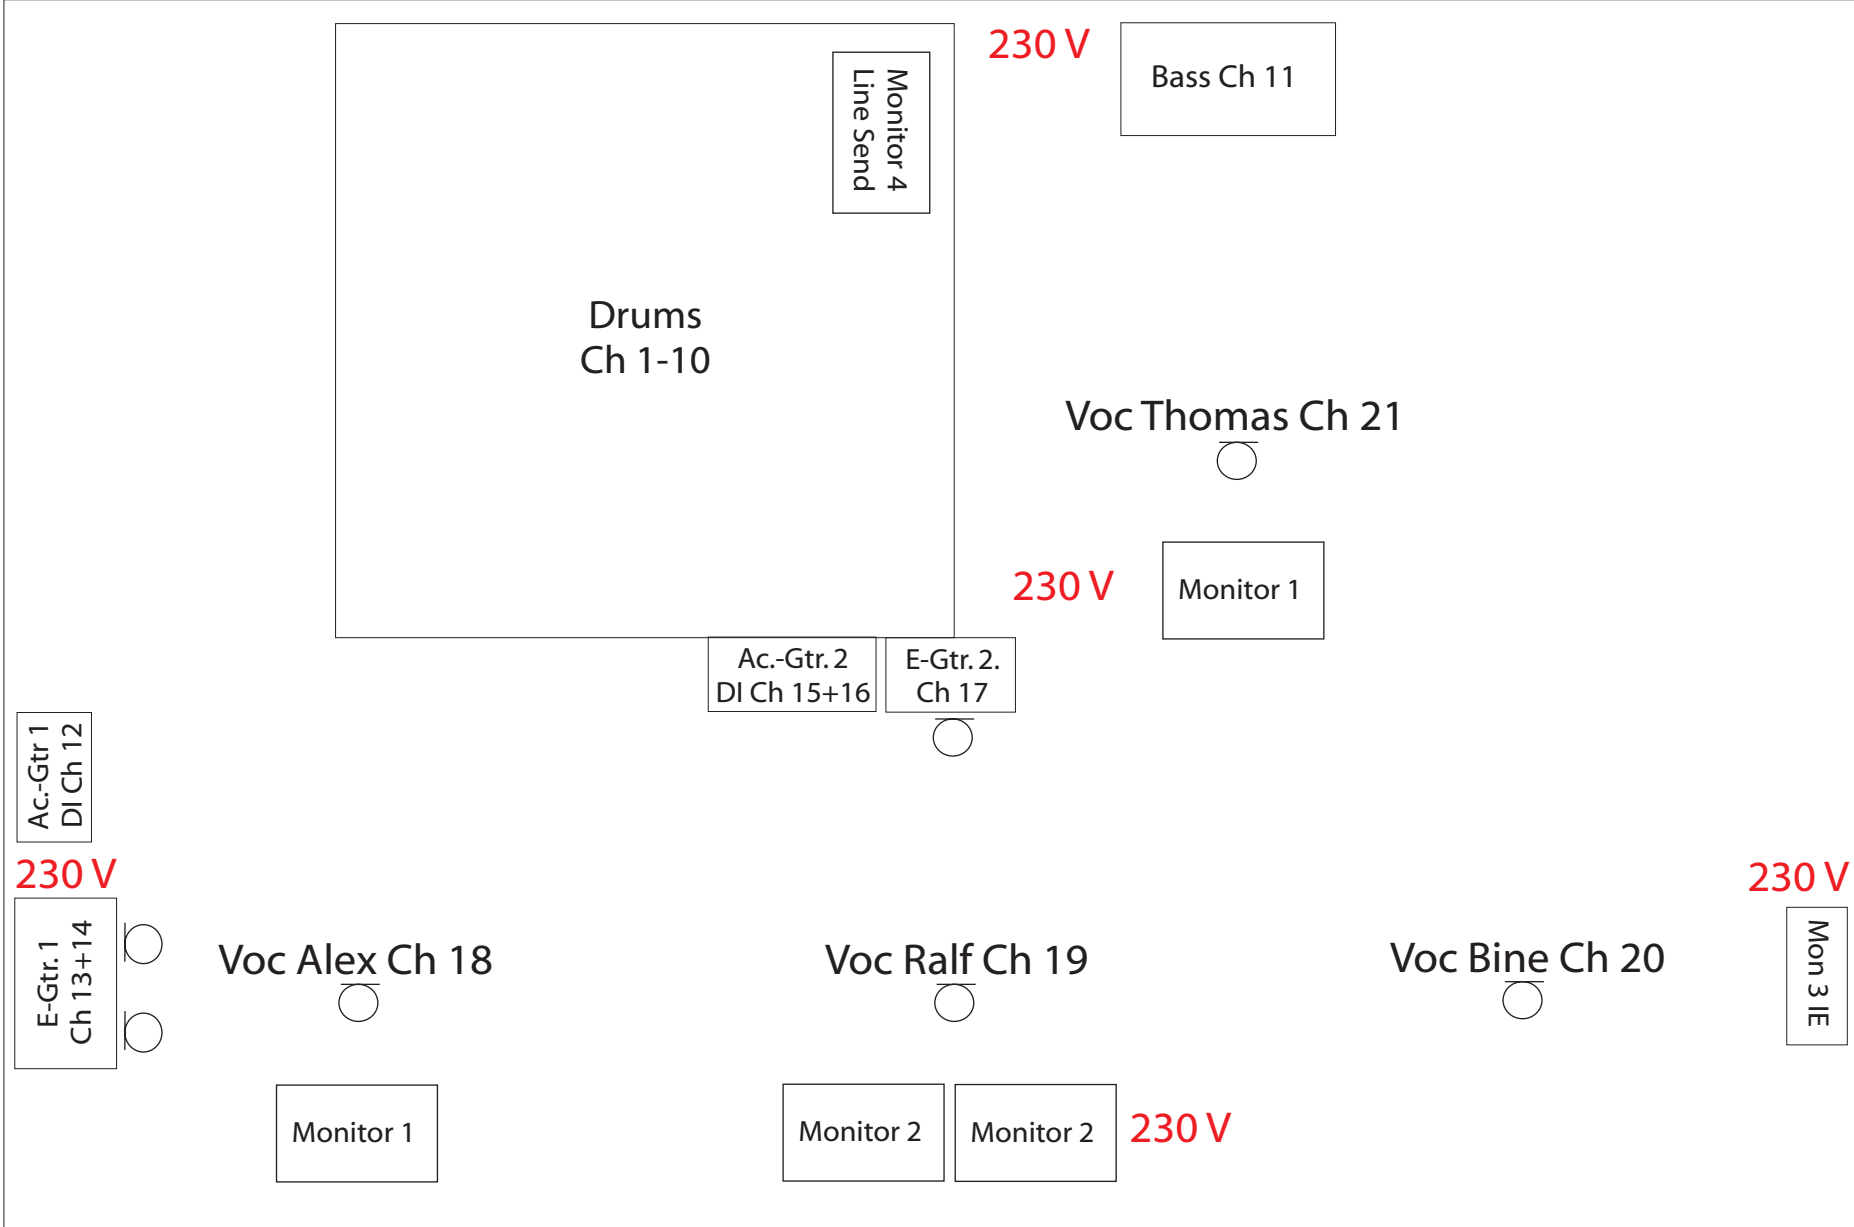 230 V
Bass Ch 11
Monitor 4
Line Send
Drums
Ch 1-10
Voc Thomas Ch 21
230 V
Monitor 1
Ac.-Gtr. 2
DI Ch 15+16
E-Gtr. 2.
Ch 17
Ac.-Gtr 1
DI Ch 12
230 V
230 V
E-Gtr. 1
Ch 13+14
Voc Alex Ch 18
Voc Ralf Ch 19
Voc Bine Ch 20
Mon 3 IE
Monitor 1
Monitor 2
Monitor 2
230 V